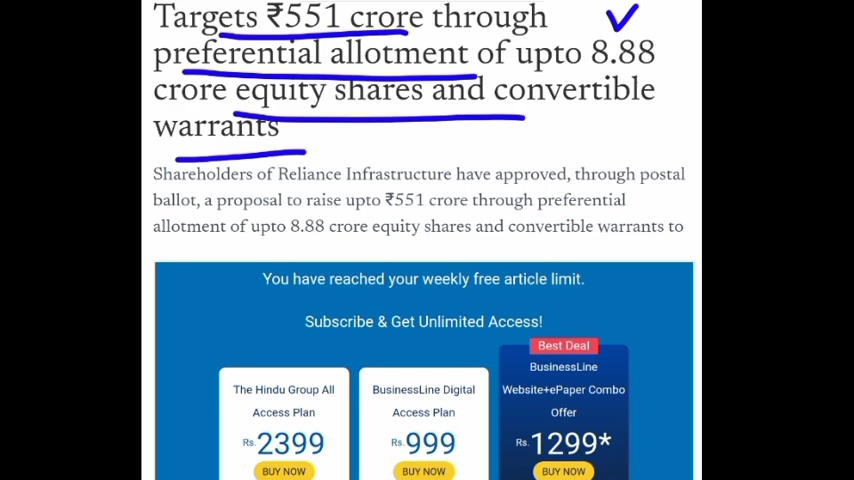 Targets ₹551 crore through
preferential allotment of upto 8.88
crore equity shares and convertible
warrants
Shareholders of Reliance Infrastructure have approved, through postal
ballot, a proposal to raise upto ₹551 crore through preferential
allotment of upto 8.88 crore equity shares and convertible warrants to
You have reached your weekly free article limit.
Subscribe & Get Unlimited Access!
The Hindu Group All
Access Plan
Rs.2399
BUY NOW
BusinessLine Digital
Access Plan
Rs.999
BUY NOW
Best Deal
BusinessLine
Website+ePaper Combo
Offer
Rs.1299*
BUY NOW